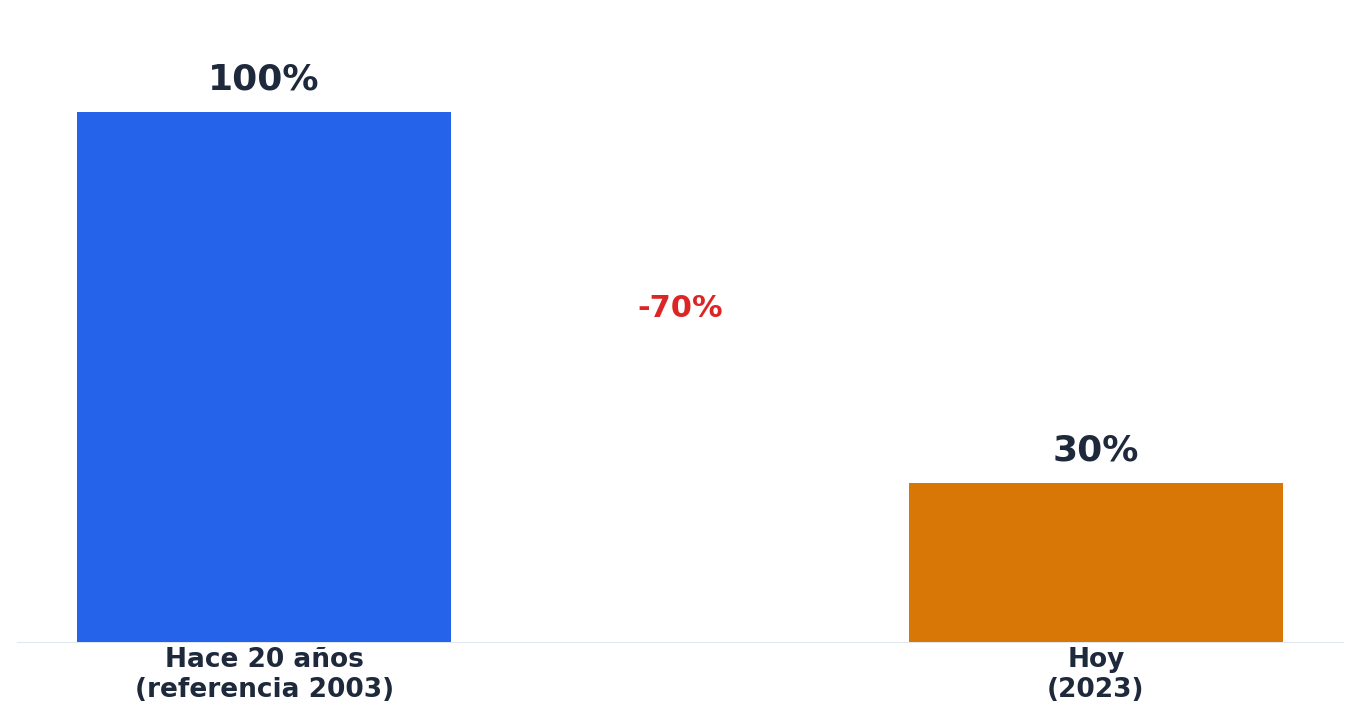 100%
-70%
30%
Hace 20 años
(referencia 2003)
Hoy
(2023)